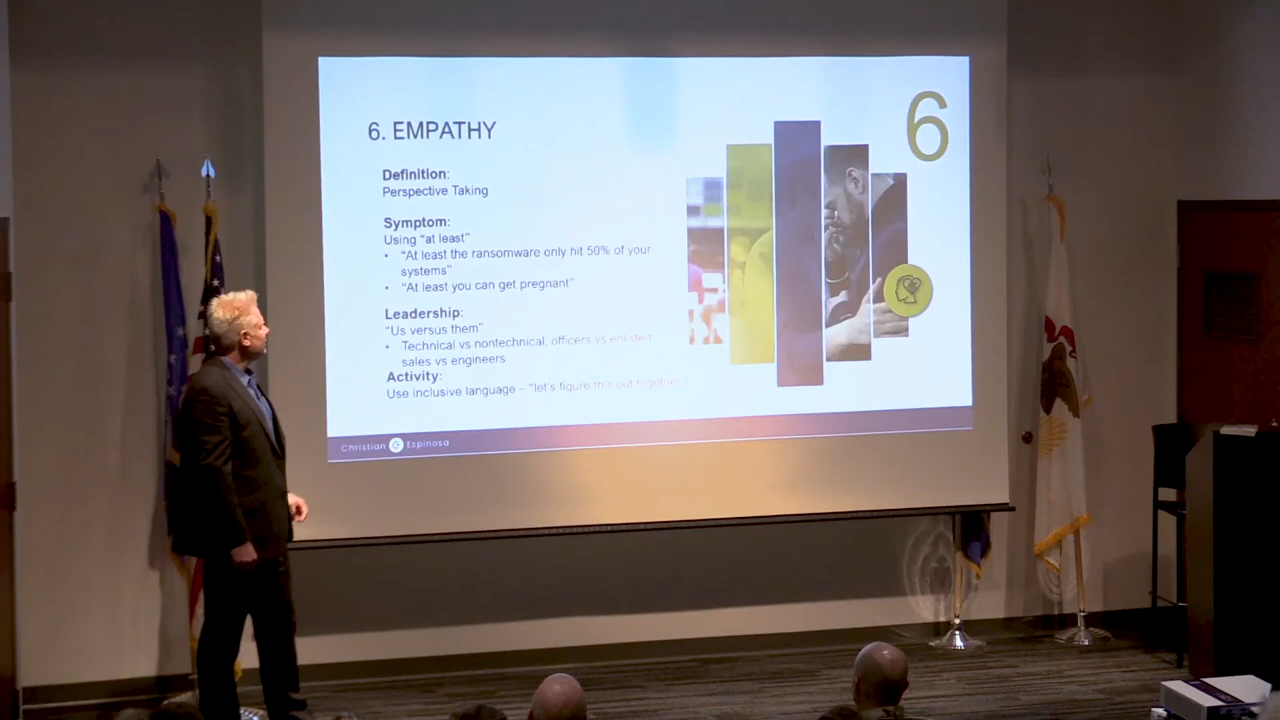 6. EMPATHY
6
Definition:
Perspective Taking
Symptom:
Using “at least”
• “At least the ransomware only hit 50% of your
systems”
• “At least you can get pregnant”
Leadership:
“Us versus them”
• Technical vs nontechnical, officers vs enlisted,
sales vs engineers
Activity:
Use inclusive language – “let’s figure this out together”
Christian Espinosa